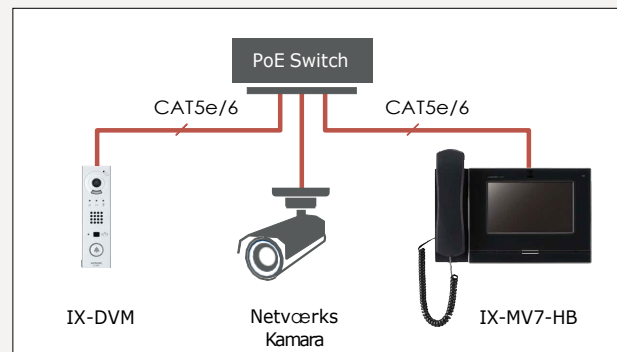 PoE Switch
CAT5e/6
CAT5e/6
IX-DVM
Netværks
Kamara
IX-MV7-HB